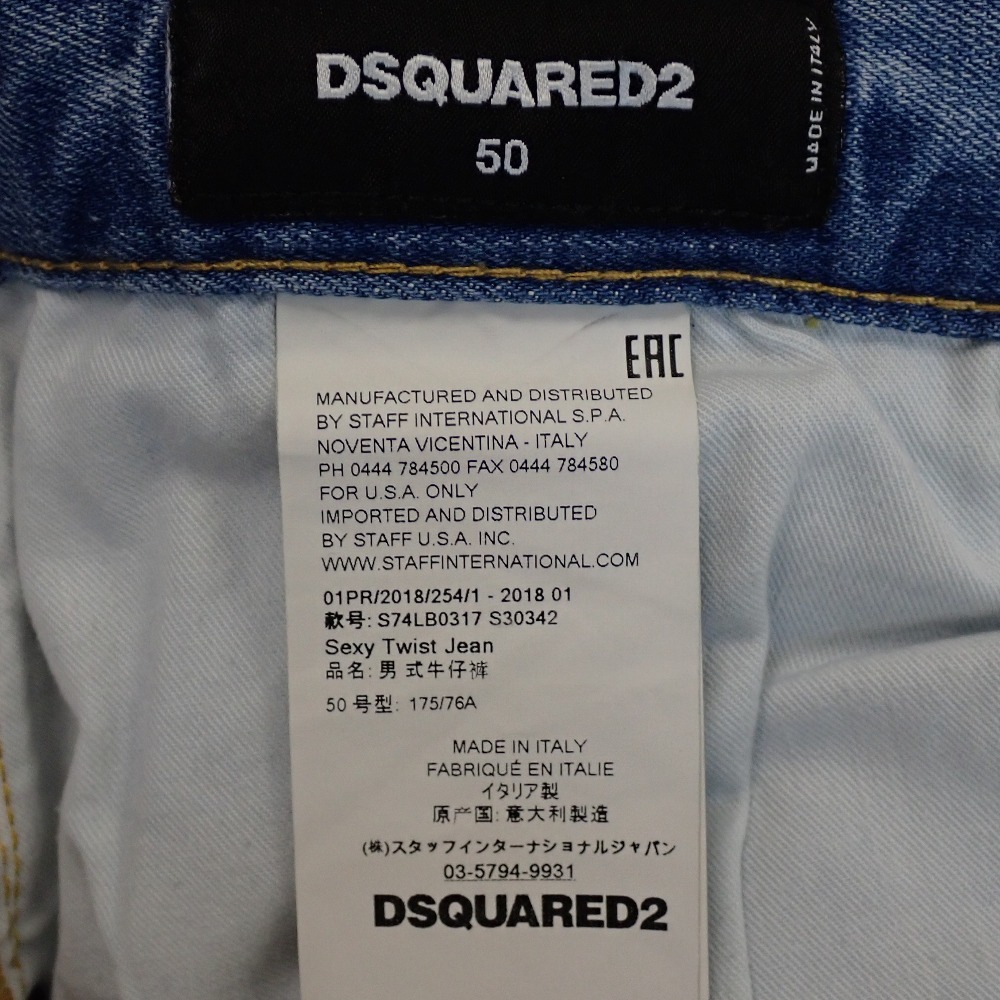 DSQUARED2
50
MADE IN ITALY
EAC
MANUFACTURED AND DISTRIBUTED
BY STAFF INTERNATIONAL S.P.A.
NOVENTA VICENTINA - ITALY
PH 0444 784500 FAX 0444 784580
FOR U.S.A. ONLY
IMPORTED AND DISTRIBUTED
BY STAFF U.S.A. INC.
WWW.STAFFINTERNATIONAL.COM
01PR/2018/254/1 - 2018 01
款号: S74LB0317 S30342
Sexy Twist Jean
品名: 男 式牛仔裤
50 号型: 175/76A
MADE IN ITALY
FABRIQUÉ EN ITALIE
イタリア製
原产国: 意大利製造
(株)スタッフインターナショナルジャパン
03-5794-9931
DSQUARED2